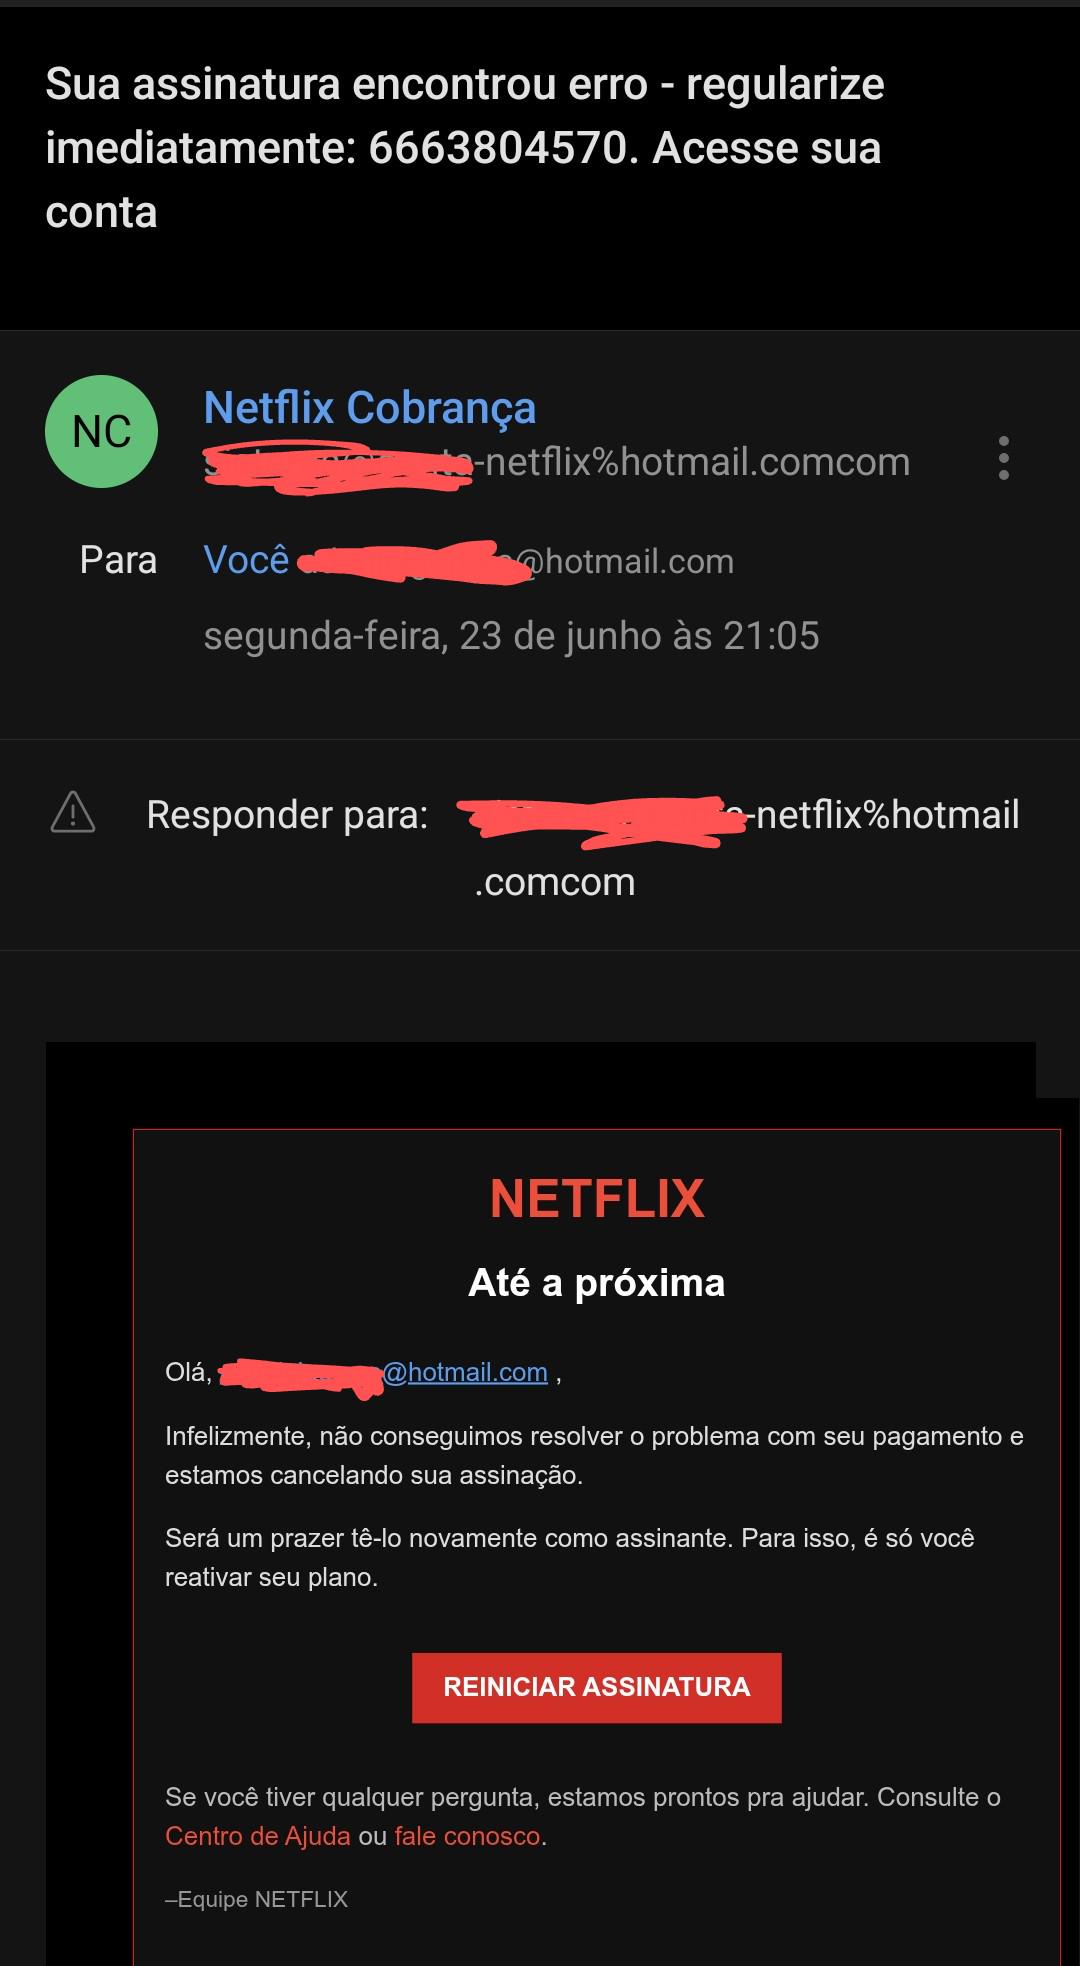 Sua assinatura encontrou erro - regularize
imediatamente: 6663804570. Acesse sua
conta
NC
Netflix Cobrança
-netflix%hotmail.comcom
Para
Você @hotmail.com
segunda-feira, 23 de junho às 21:05
Responder para: -netflix%hotmail
.comcom
NETFLIX
Até a próxima
Olá, @hotmail.com ,
Infelizmente, não conseguimos resolver o problema com seu pagamento e
estamos cancelando sua assinação.
Será um prazer tê-lo novamente como assinante. Para isso, é só você
reativar seu plano.
REINICIAR ASSINATURA
Se você tiver qualquer pergunta, estamos prontos pra ajudar. Consulte o
Centro de Ajuda ou fale conosco.
–Equipe NETFLIX